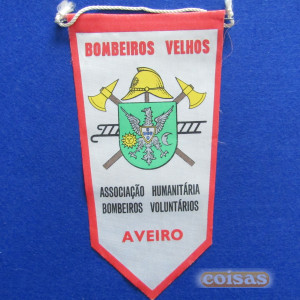 BOMBEIROS VELHOS
ASSOCIAÇÃO HUMANITÁRIA
BOMBEIROS VOLUNTÁRIOS
AVEIRO
coisas